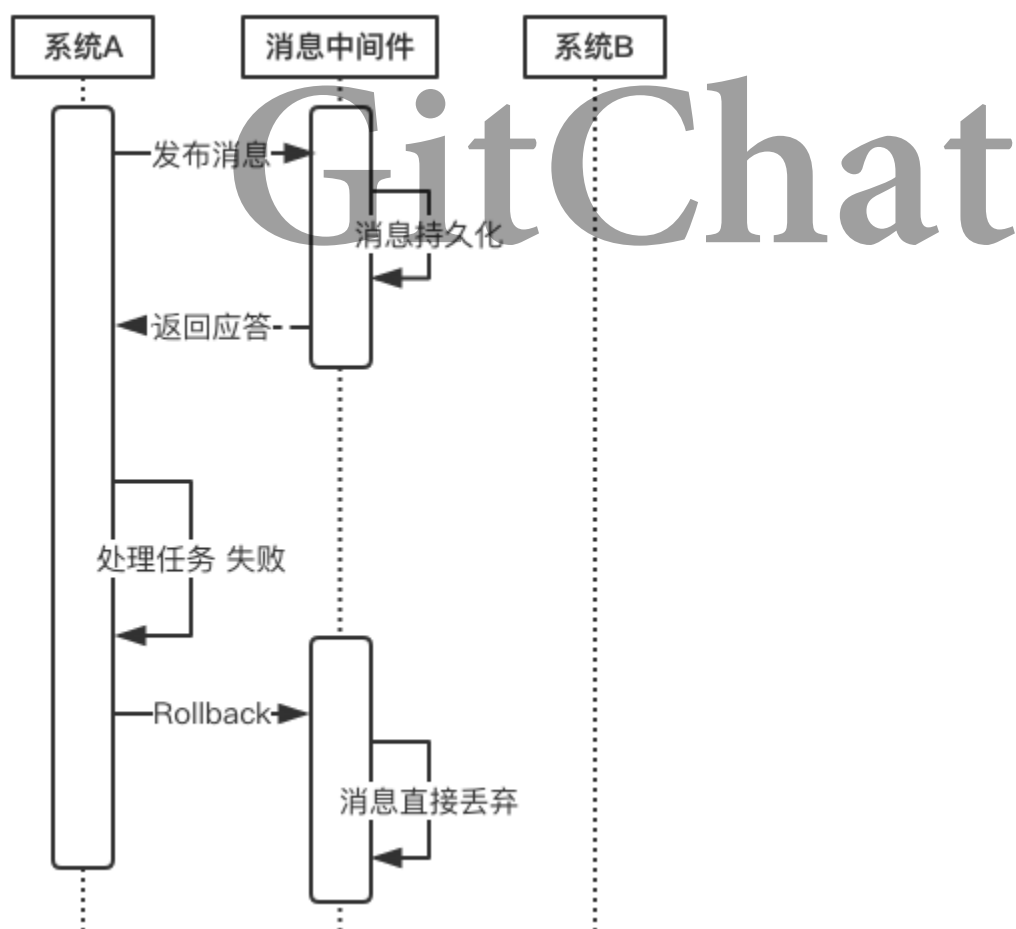 系统A
消息中间件
系统B
GitChat
发布消息
消息持久化
返回应答
处理任务 失败
Rollback
消息直接丢弃